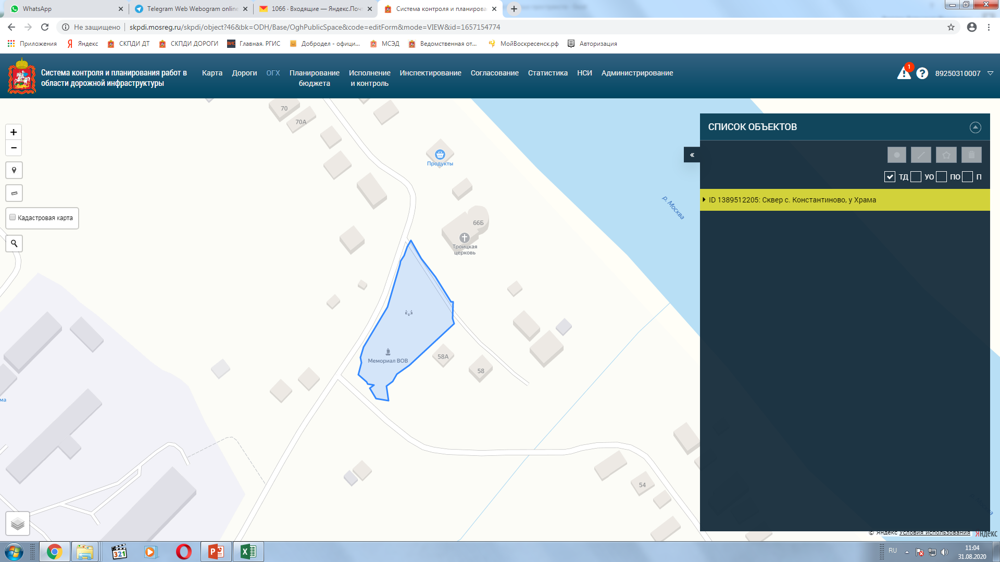 WhatsApp
Telegram Web Webogram online
1066 · Входящие — Яндекс.Поч
Система контроля и планирова
Не защищено
skpdi.mosreg.ru/skpdi/object?46&bk=ODH/Base/OghPublicSpace&code=editForm&mode=VIEW&id=1657154774
Приложения
Яндекс
СКПДИ ДТ
СКПДИ ДОРОГИ
ВИС
Главная. РГИС
Добродел - офици...
МСЭД
Ведомственная от...
МойВоскресенск.рф
Авторизация
Система контроля и планирования работ в
области дорожной инфраструктуры
Карта
Дороги
ОГХ
Планирование
бюджета
Исполнение
и контроль
Инспектирование
Согласование
Статистика
НСИ
Администрирование
1
?
89250310007
+
−
Кадастровая карта
70
70А
Продукты
66Б
Троицкая
церковь
р. Москва
Мемориал ВОВ
58А
58
54
ма
СПИСОК ОБЪЕКТОВ
«
ТД
УО
ПО
П
ID 1389512205: Сквер с. Константиново, у Храма
© Яндекс Условия использования
Яндекс
321
RU
11:04
31.08.2020